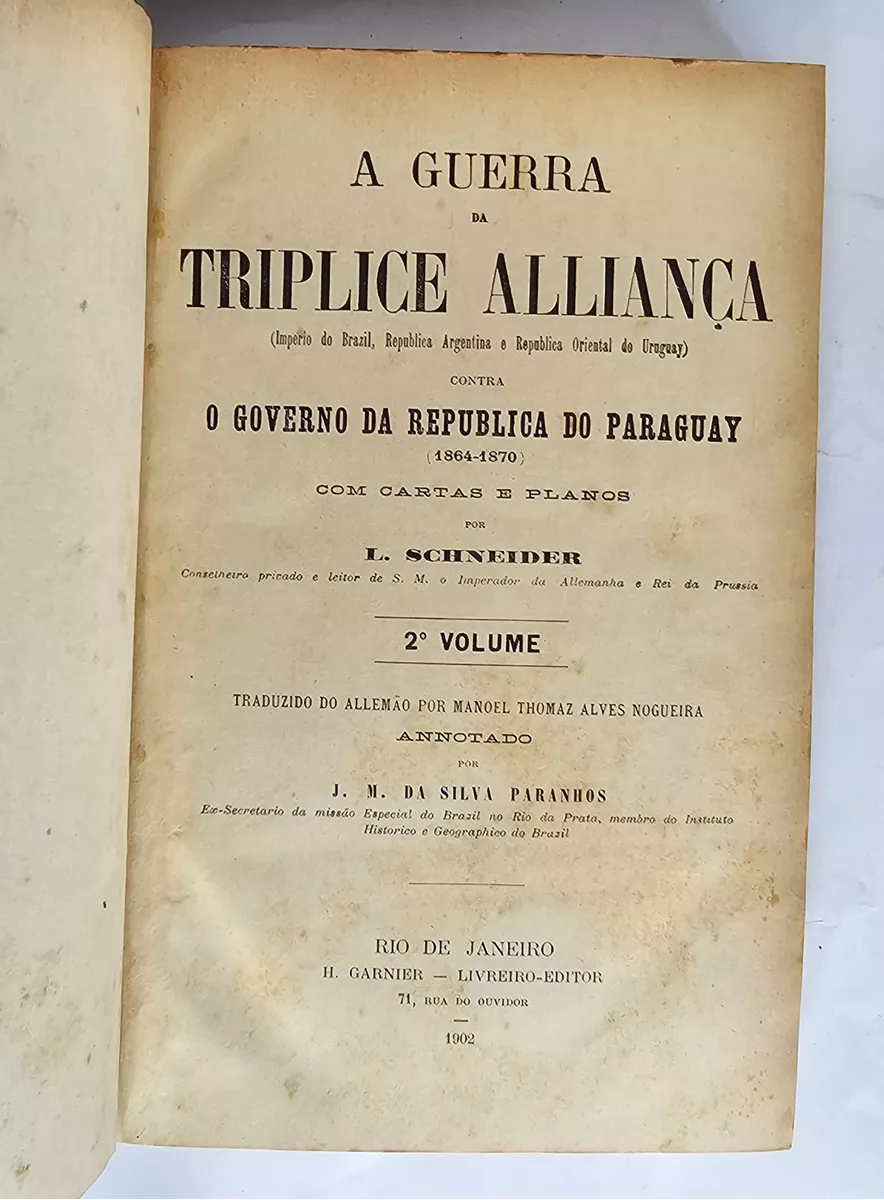 A GUERRA
DA
TRIPLICE ALLIANÇA
(Imperio do Brazil, Republica Argentina e Republica Oriental do Uruguay)
CONTRA
O GOVERNO DA REPUBLICA DO PARAGUAY
(1864-1870)
COM CARTAS E PLANOS
POR
L. SCHNEIDER
Conselheiro privado e leitor de S. M. o Imperador da Allemanha e Rei da Prussia
2º VOLUME
TRADUZIDO DO ALLEMÃO POR MANOEL THOMAZ ALVES NOGUEIRA
ANNOTADO
POR
J. M. DA SILVA PARANHOS
Ex-Secretario da missão Especial do Brazil no Rio da Prata, membro do Instituto
Historico e Geographico do Brasil
RIO DE JANEIRO
H. GARNIER — LIVREIRO-EDITOR
71, RUA DO OUVIDOR
1902